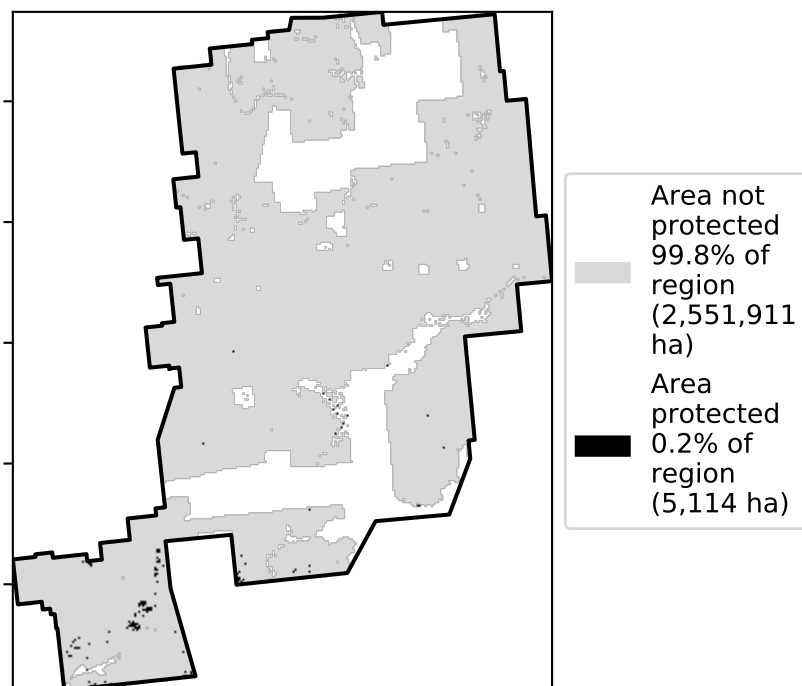 Area not
protected
99.8% of
region
(2,551,911
ha)
Area
protected
0.2% of
region
(5,114 ha)